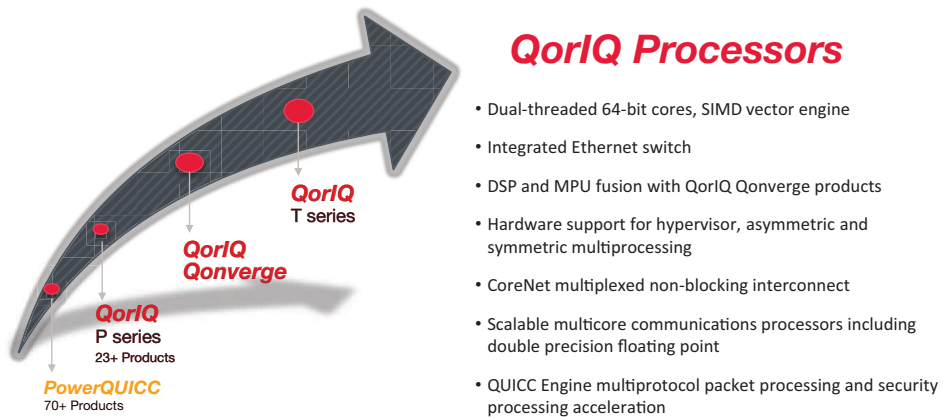 QorIQ Processors
• Dual-threaded 64-bit cores, SIMD vector engine
• Integrated Ethernet switch
• DSP and MPU fusion with QorIQ Qonverge products
• Hardware support for hypervisor, asymmetric and
symmetric multiprocessing
• CoreNet multiplexed non-blocking interconnect
• Scalable multicore communications processors including
double precision floating point
• QUICC Engine multiprotocol packet processing and security
processing acceleration
QorIQ
T series
QorIQ
Qonverge
QorIQ
P series
23+ Products
PowerQUICC
70+ Products